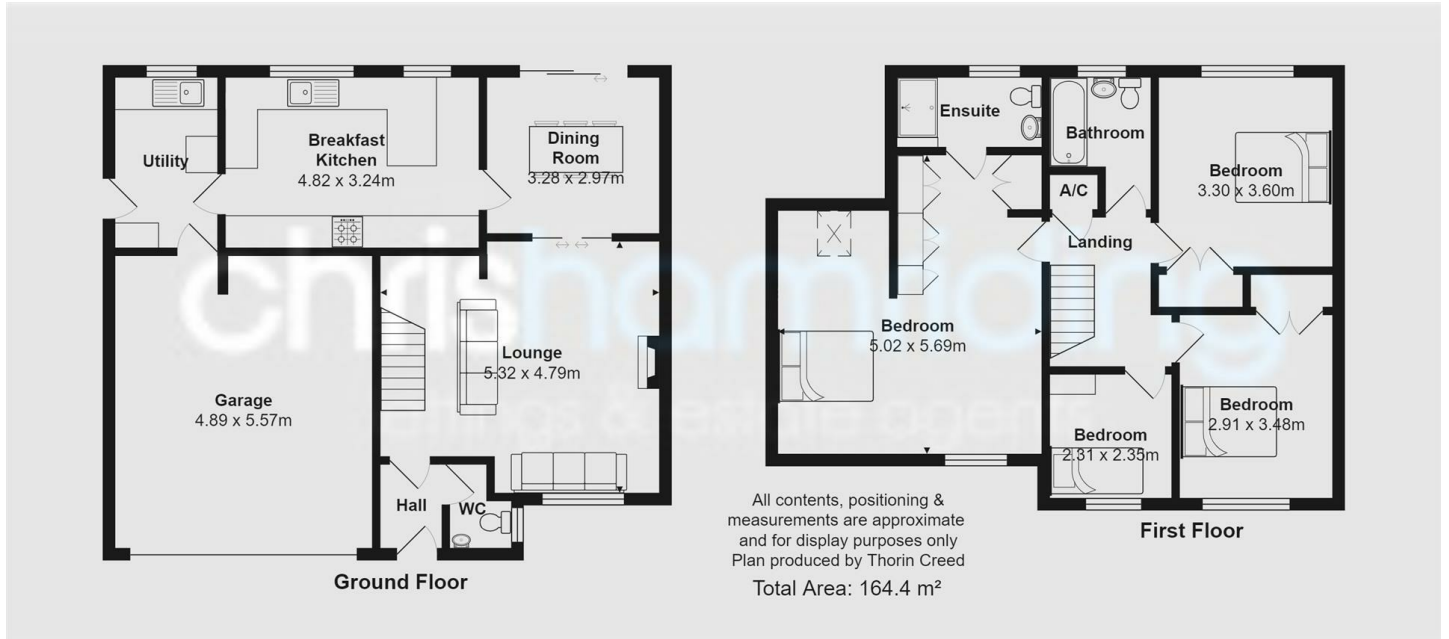 Utility
Breakfast
Kitchen
4.82 x 3.24m
Dining
Room
3.28 x 2.97m
Garage
4.89 x 5.57m
Lounge
5.32 x 4.79m
Hall
WC
Ground Floor
Ensuite
Bathroom
A/C
Landing
Bedroom
3.30 x 3.60m
Bedroom
5.02 x 5.69m
Bedroom
2.31 x 2.35m
Bedroom
2.91 x 3.48m
First Floor
All contents, positioning &
measurements are approximate
and for display purposes only
Plan produced by Thorin Creed
Total Area: 164.4 m²
& estate agents